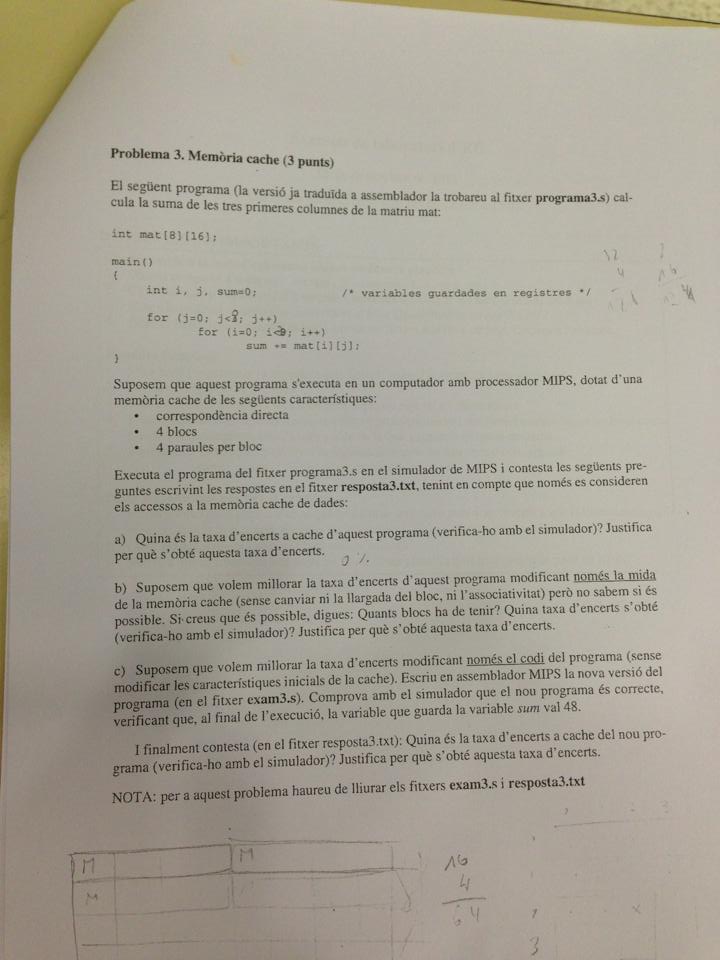 Problema 3. Memòria cache (3 punts)
El següent programa (la versió ja traduïda a assemblador la trobareu al fitxer programa3.s) cal-
cula la suma de les tres primeres columnes de la matriu mat:
int mat[8][16];
main()
{
int i, j, sum=0; /* variables guardades en registres */
for (j=0; j<3; j++)
for (i=0; i<8; i++)
sum += mat[i][j];
}
12
4
Suposem que aquest programa s'executa en un computador amb processador MIPS, dotat d'una
memòria cache de les següents característiques:
• correspondència directa
• 4 blocs
• 4 paraules per bloc
Executa el programa del fitxer programa3.s en el simulador de MIPS i contesta les següents pre-
guntes escrivint les respostes en el fitxer resposta3.txt, tenint en compte que només es consideren
els accessos a la memòria cache de dades:
a) Quina és la taxa d'encerts a cache d'aquest programa (verifica-ho amb el simulador)? Justifica
per què s'obté aquesta taxa d'encerts.
0 %.
b) Suposem que volem millorar la taxa d'encerts d'aquest programa modificant només la mida
de la memòria cache (sense canviar ni la llargada del bloc, ni l'associativitat) però no sabem si és
possible. Si creus que és possible, digues: Quants blocs ha de tenir? Quina taxa d'encerts s'obté
(verifica-ho amb el simulador)? Justifica per què s'obté aquesta taxa d'encerts.
c) Suposem que volem millorar la taxa d'encerts modificant només el codi del programa (sense
modificar les característiques inicials de la cache). Escriu en assemblador MIPS la nova versió del
programa (en el fitxer exam3.s). Comprova amb el simulador que el nou programa és correcte,
verificant que, al final de l'execució, la variable que guarda la variable sum val 48.
I finalment contesta (en el fitxer resposta3.txt): Quina és la taxa d'encerts a cache del nou pro-
grama (verifica-ho amb el simulador)? Justifica per què s'obté aquesta taxa d'encerts.
NOTA: per a aquest problema haureu de lliurar els fitxers exam3.s i resposta3.txt
M M
M
16
4
64
3